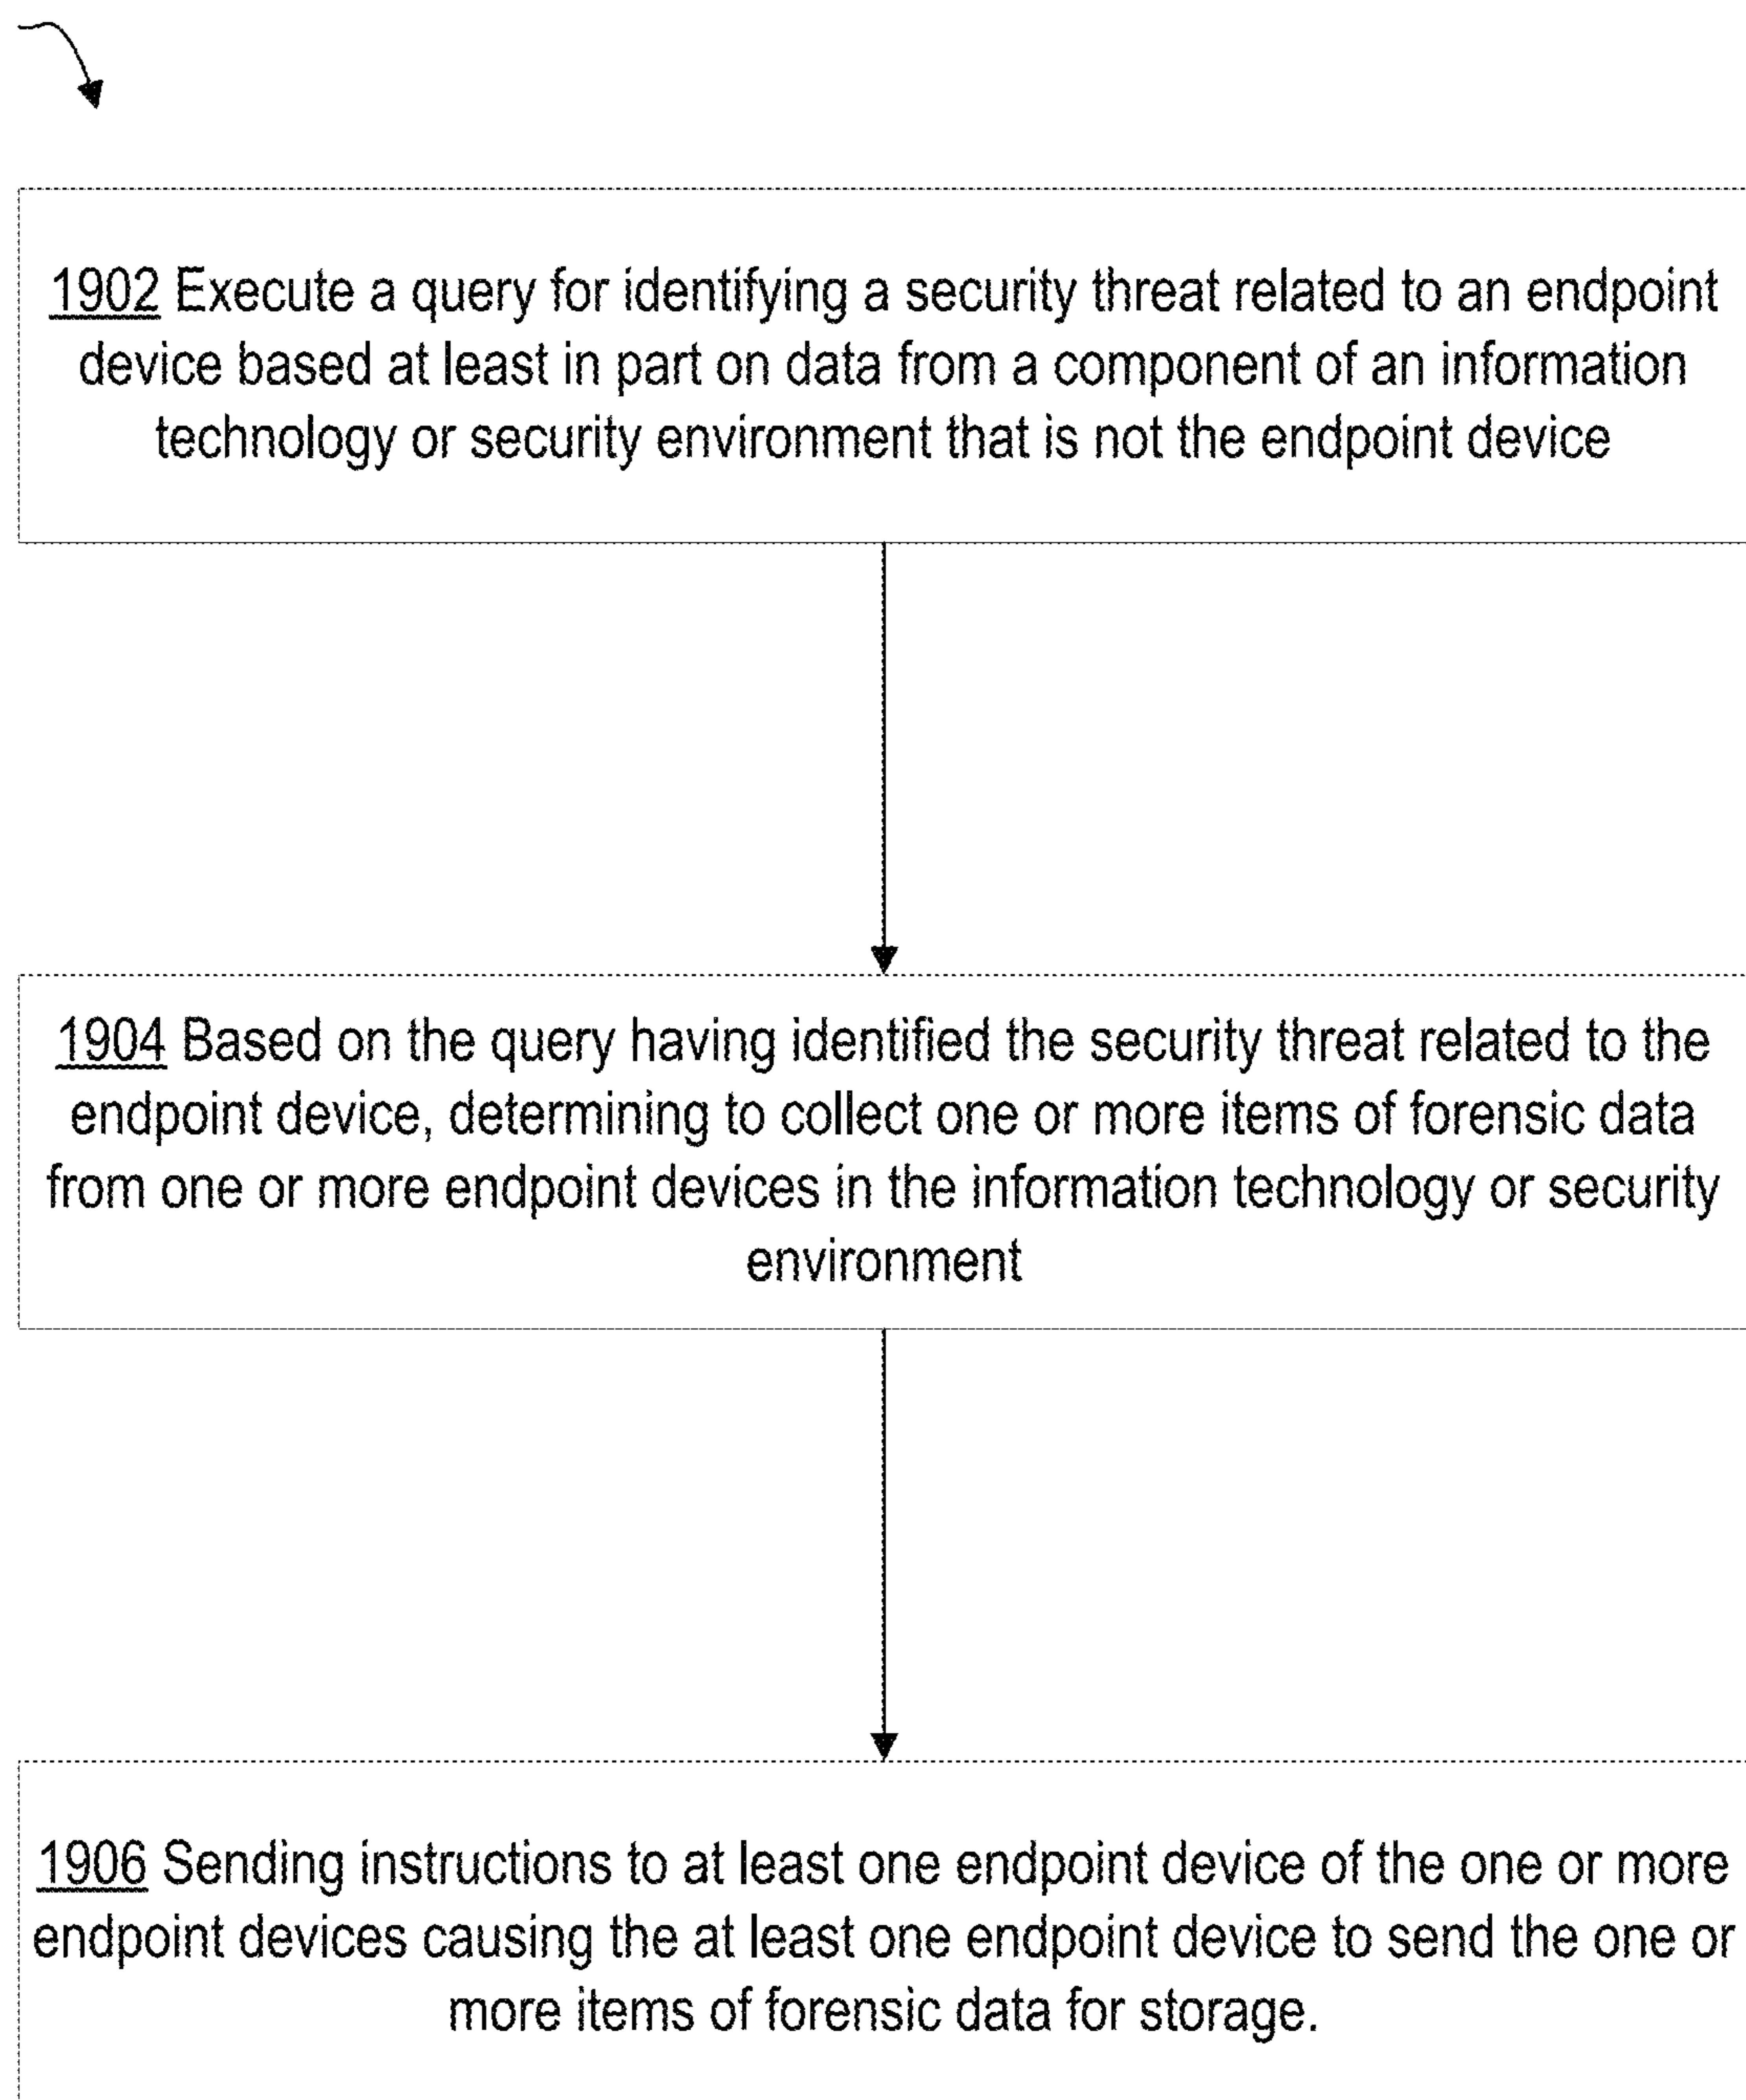 1902 Execute a query for identifying a security threat related to an endpoint
device based at least in part on data from a component of an information
technology or security environment that is not the endpoint device
1904 Based on the query having identified the security threat related to the
endpoint device, determining to collect one or more items of forensic data
from one or more endpoint devices in the information technology or security
environment
1906 Sending instructions to at least one endpoint device of the one or more
endpoint devices causing the at least one endpoint device to send the one or
more items of forensic data for storage.